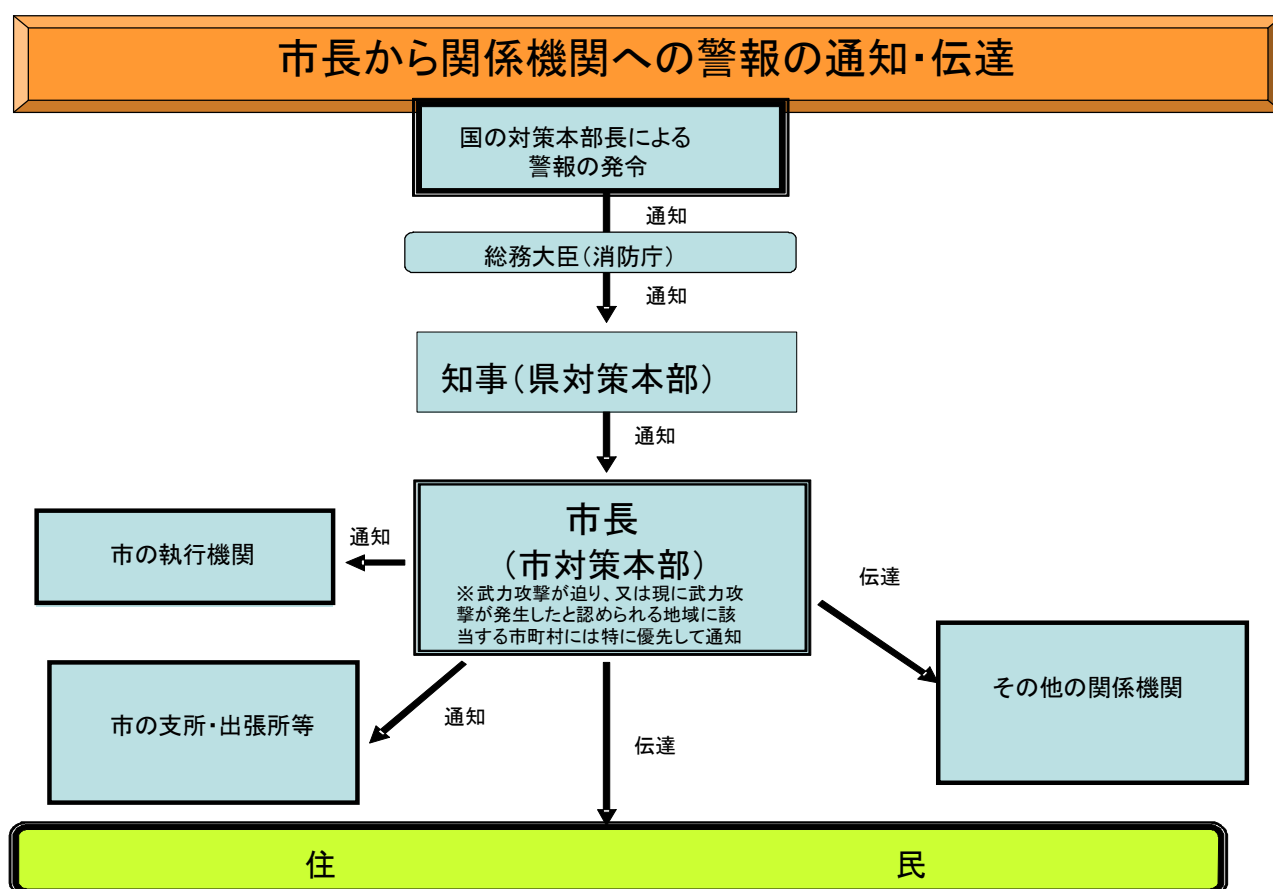 市長から関係機関への警報の通知・伝達
国の対策本部長による
警報の発令
通知
総務大臣（消防庁）
通知
知事（県対策本部）
通知
市長
（市対策本部）
※武力攻撃が迫り、又は現に武力攻
撃が発生したと認められる地域に該
当する市町村には特に優先して通知
通知
市の執行機関
伝達
その他の関係機関
通知
市の支所・出張所等
伝達
住 民